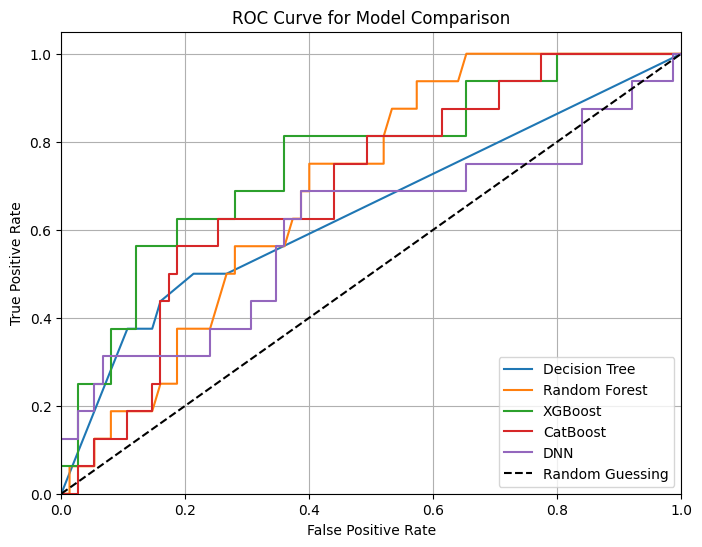 ROC Curve for Model Comparison
True Positive Rate
1.0
0.8
0.6
0.4
0.2
0.0
Decision Tree
Random Forest
XGBoost
CatBoost
DNN
Random Guessing
0.0 0.2 0.4 0.6 0.8 1.0
False Positive Rate